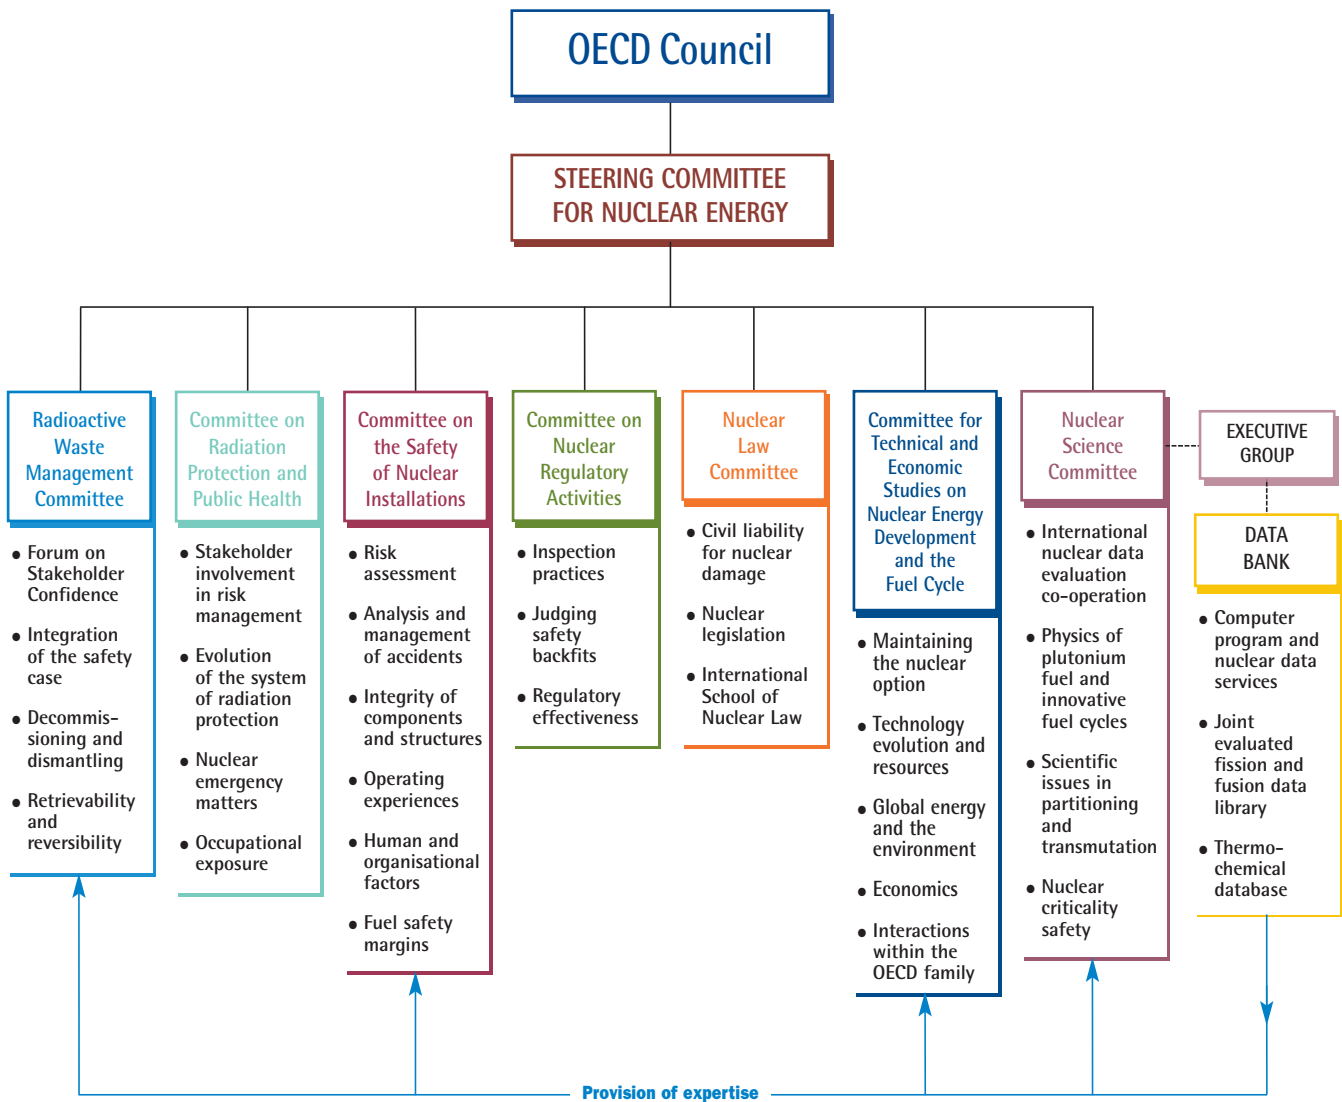 OECD Council
STEERING COMMITTEE
FOR NUCLEAR ENERGY
Radioactive
Waste
Management
Committee
• Forum on
Stakeholder
Confidence
• Integration
of the safety
case
• Decommis-
sioning and
dismantling
• Retrievability
and
reversibility
Committee on
Radiation
Protection and
Public Health
• Stakeholder
involvement
in risk
management
• Evolution
of the system
of radiation
protection
• Nuclear
emergency
matters
• Occupational
exposure
Committee on
the Safety
of Nuclear
Installations
• Risk
assessment
• Analysis and
management
of accidents
• Integrity of
components
and structures
• Operating
experiences
• Human and
organisational
factors
• Fuel safety
margins
Committee on
Nuclear
Regulatory
Activities
• Inspection
practices
• Judging
safety
backfits
• Regulatory
effectiveness
Nuclear
Law
Committee
• Civil liability
for nuclear
damage
• Nuclear
legislation
• International
School of
Nuclear Law
Committee for
Technical and
Economic
Studies on
Nuclear Energy
Development
and the
Fuel Cycle
• Maintaining
the nuclear
option
• Technology
evolution and
resources
• Global energy
and the
environment
• Economics
• Interactions
within the
OECD family
Nuclear
Science
Committee
• International
nuclear data
evaluation
co-operation
• Physics of
plutonium
fuel and
innovative
fuel cycles
• Scientific
issues in
partitioning
and
transmutation
• Nuclear
criticality
safety
EXECUTIVE
GROUP
DATA
BANK
• Computer
program and
nuclear data
services
• Joint
evaluated
fission and
fusion data
library
• Thermo-
chemical
database
Provision of expertise